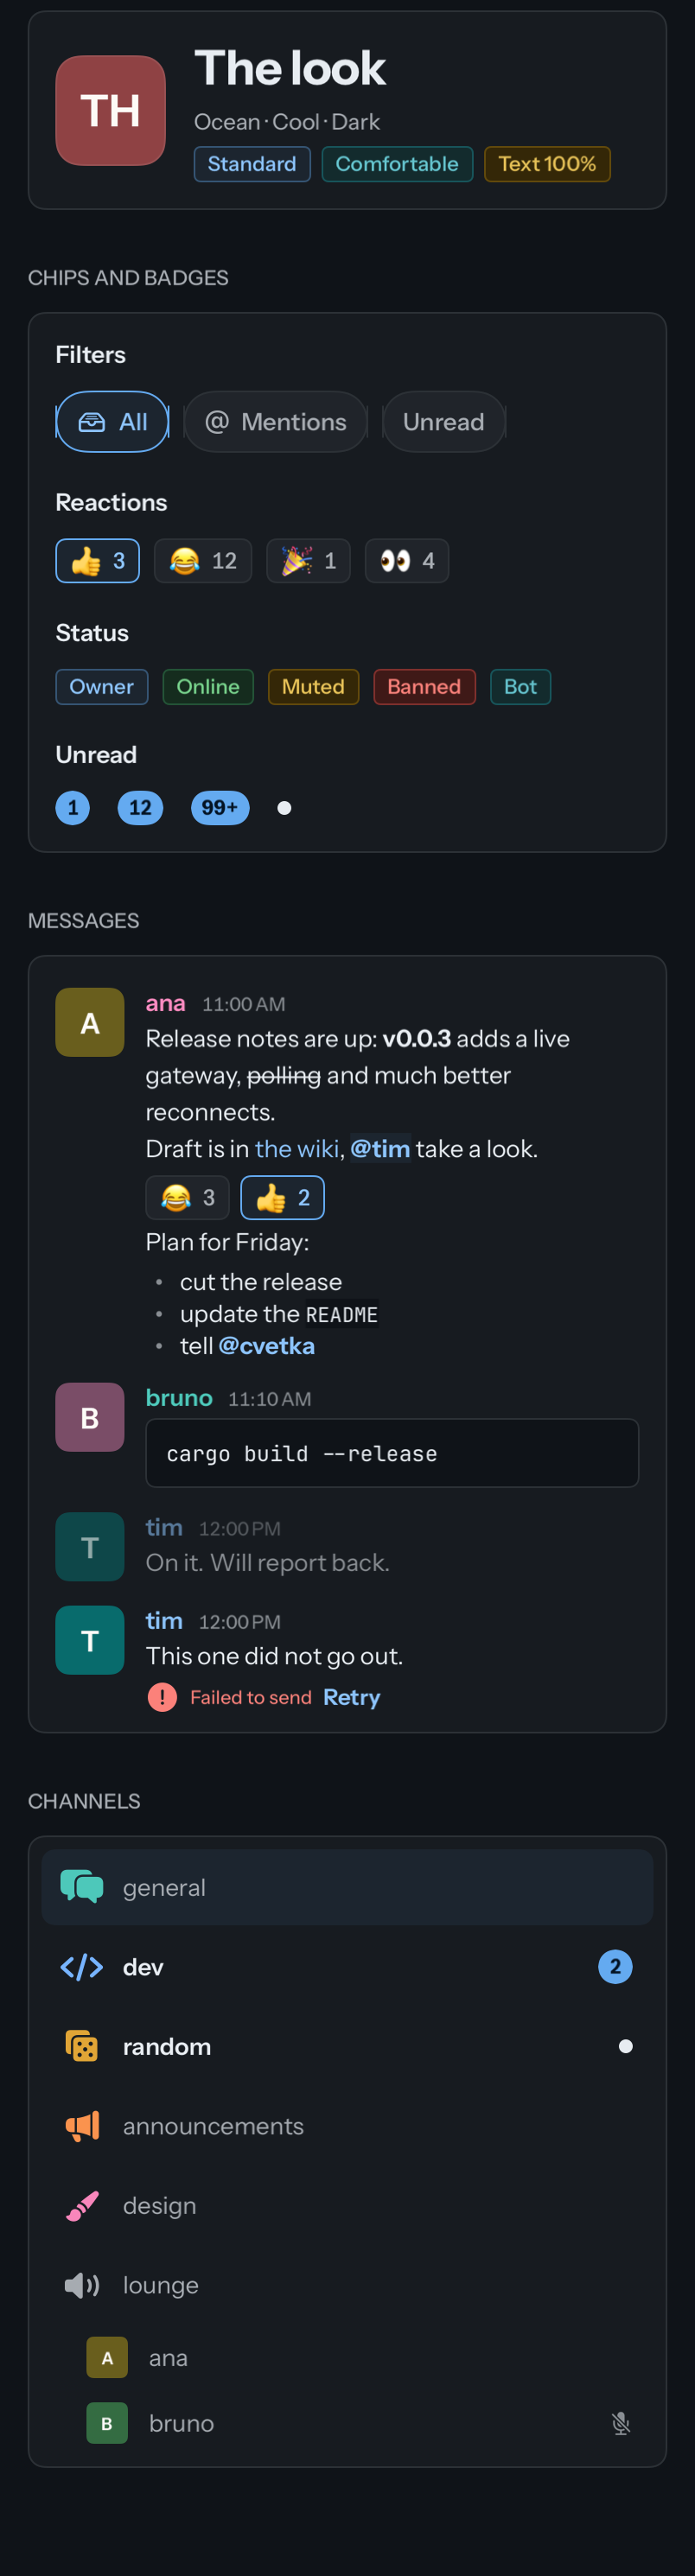 TH
The look
Ocean · Cool · Dark
Standard Comfortable Text 100%
CHIPS AND BADGES
Filters
All @ Mentions Unread
Reactions
👍 3 😂 12 🎉 1 👀 4
Status
Owner Online Muted Banned Bot
Unread
1 12 99+
MESSAGES
A
ana 11:00 AM
Release notes are up: v0.0.3 adds a live
gateway, polling and much better
reconnects.
Draft is in the wiki, @tim take a look.
😂 3 👍 2
Plan for Friday:
• cut the release
• update the README
• tell @cvetka
B
bruno 11:10 AM
cargo build --release
T
tim 12:00 PM
On it. Will report back.
T
tim 12:00 PM
This one did not go out.
! Failed to send Retry
CHANNELS
general
</> dev 2
random
announcements
design
lounge
A ana
B bruno